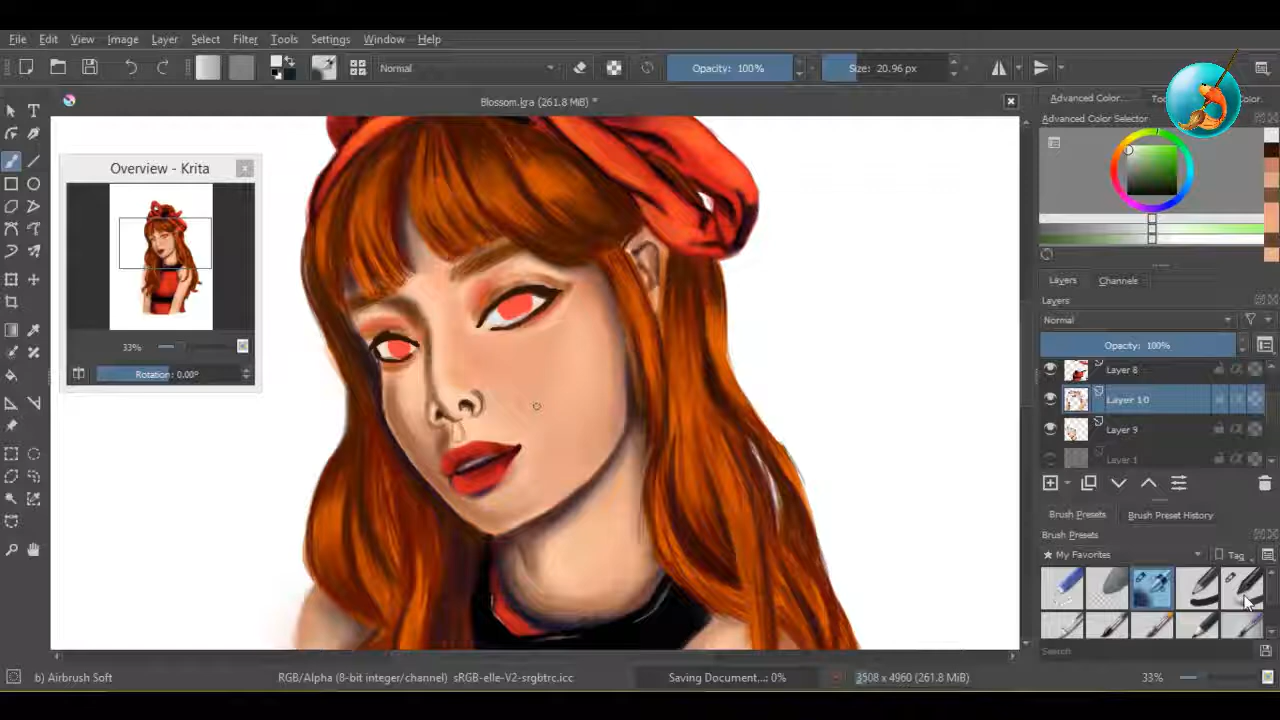 File Edit View Image Layer Select Filter Tools Settings Window Help
Normal Opacity: 100% Size: 20.96 px
Blossom.kra (261.8 MiB) *
Advanced Color...
Color...
Advanced Color Selector
Overview - Krita
33%
Rotation: 0.00°
Layers Channels
Layers
Normal
Opacity: 100%
Layer 8
Layer 10
Layer 9
Layer 1
Brush Presets Brush Preset History
Brush Presets
My Favorites Tag
Search
b) Airbrush Soft RGB/Alpha (8-bit integer/channel) sRGB-elle-V2-srgbtrc.icc Saving Document...: 0% 3508 x 4960 (261.8 MiB) 33%